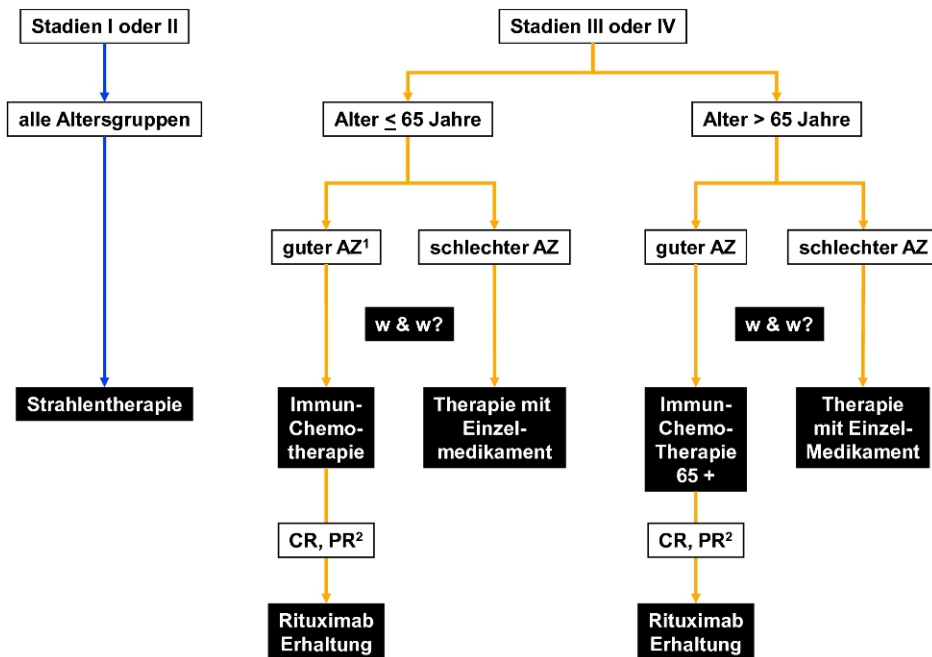 Stadien I oder II
Stadien III oder IV
alle Altersgruppen
Alter ≤ 65 Jahre
Alter > 65 Jahre
guter AZ¹
schlechter AZ
guter AZ
schlechter AZ
w & w?
w & w?
Strahlentherapie
Immun-
Chemo-
therapie
Therapie mit
Einzel-
medikament
Immun-
Chemo-
Therapie
65 +
Therapie
mit Einzel-
Medikament
CR, PR²
CR, PR²
Rituximab
Erhaltung
Rituximab
Erhaltung